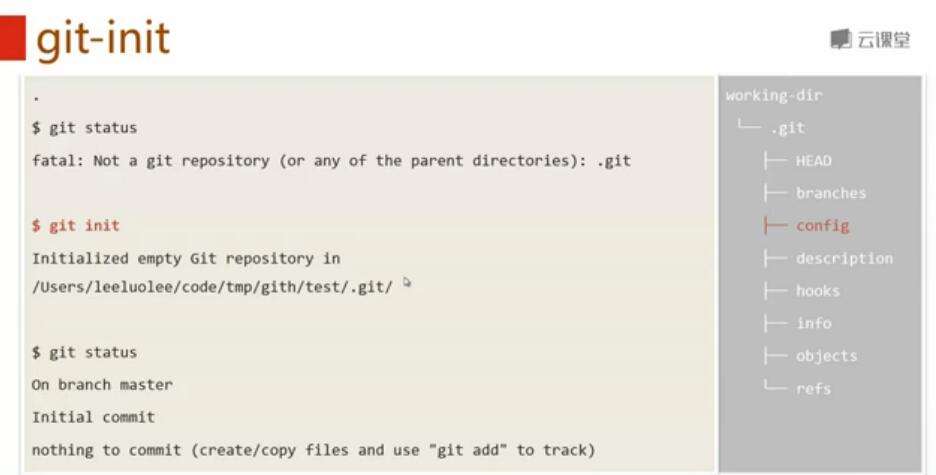 git-init
云课堂
.
$ git status
fatal: Not a git repository (or any of the parent directories): .git
$ git init
Initialized empty Git repository in
/Users/leeluolee/code/tmp/gith/test/.git/
$ git status
On branch master
Initial commit
nothing to commit (create/copy files and use "git add" to track)
working-dir
└── .git
├── HEAD
├── branches
├── config
├── description
├── hooks
├── info
├── objects
└── refs